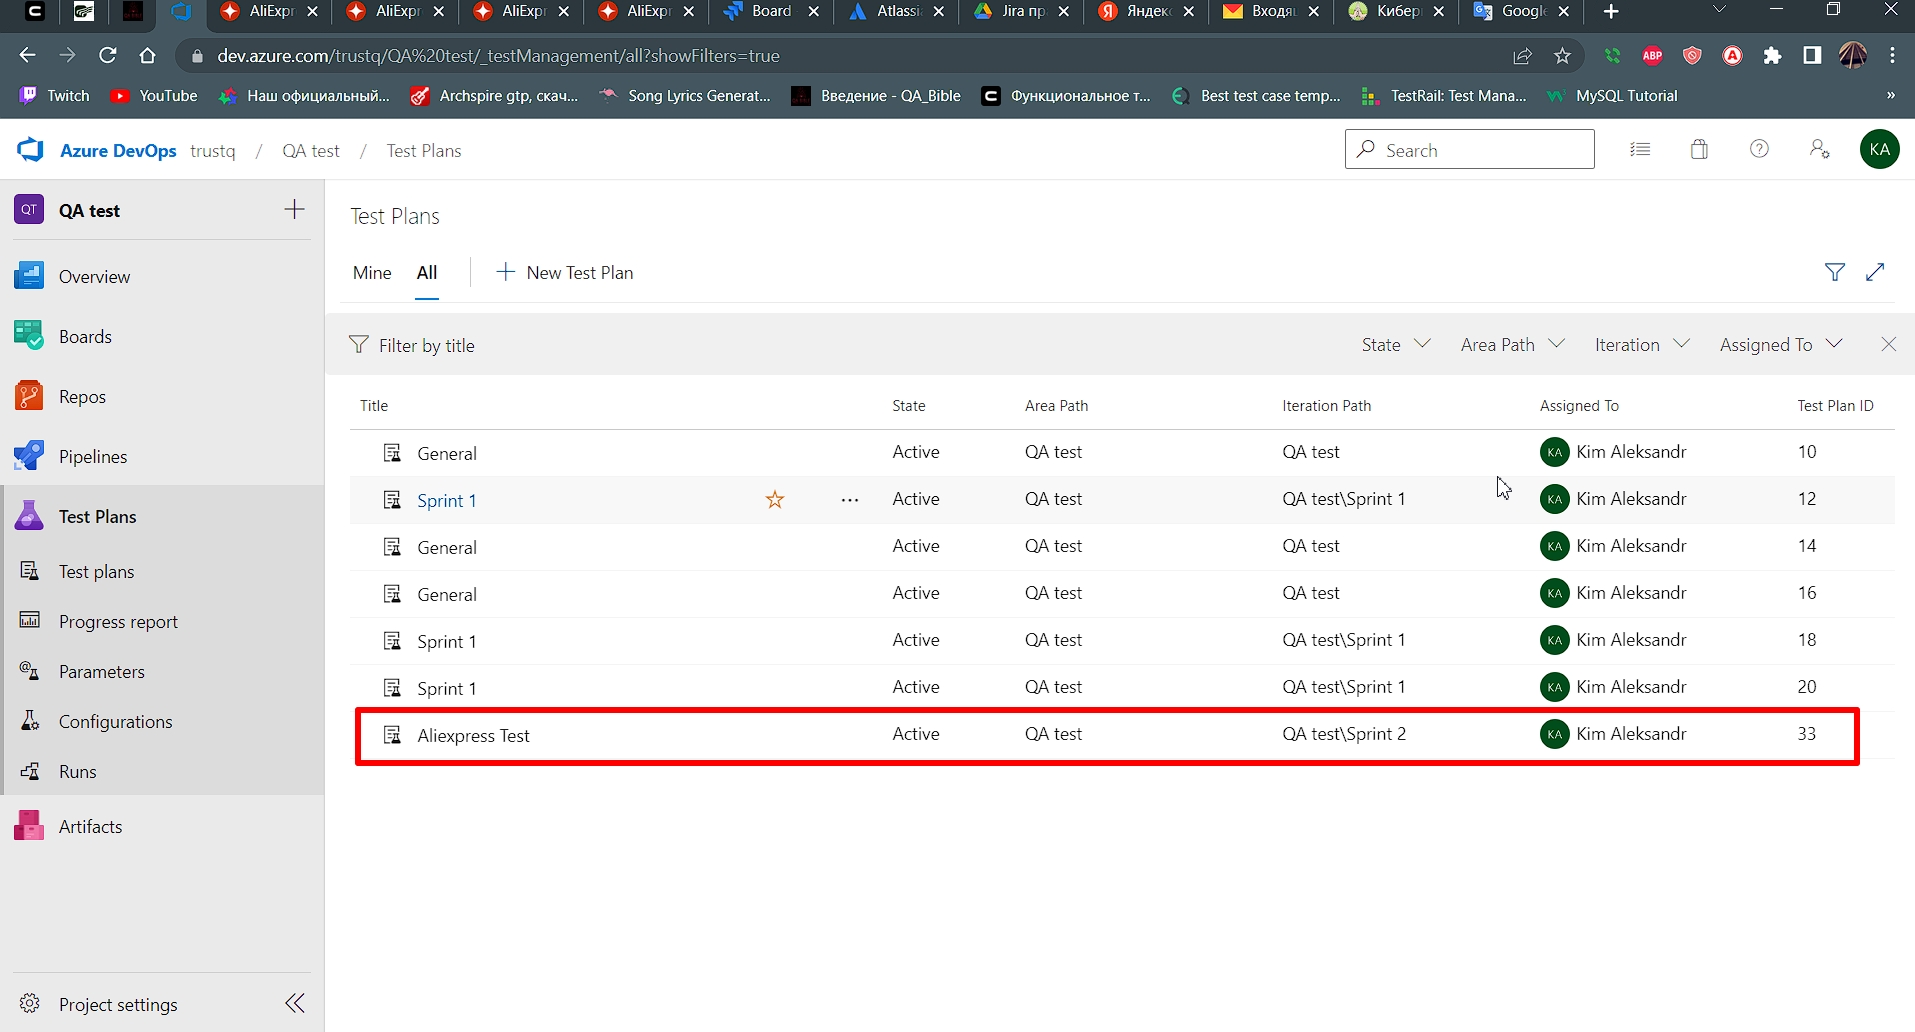 AliExpr
AliExpr
AliExpr
AliExpr
Board
Atlassi
Jira пр
Яндекс
Входящ
Кибер
Google
dev.azure.com/trustq/QA%20test/_testManagement/all?showFilters=true
ABP
Twitch
YouTube
Наш официальный...
Archspire gtp, скач...
Song Lyrics Generat...
Введение - QA_Bible
Функциональное т...
Best test case temp...
TestRail: Test Mana...
MySQL Tutorial
»
Azure DevOps trustq / QA test / Test Plans
Search
KA
QT QA test
Overview
Boards
Repos
Pipelines
Test Plans
Test plans
Progress report
Parameters
Configurations
Runs
Artifacts
Project settings
Test Plans
Mine All + New Test Plan
Filter by title State Area Path Iteration Assigned To
Title State Area Path Iteration Path Assigned To Test Plan ID
General Active QA test QA test KA Kim Aleksandr 10
Sprint 1 ... Active QA test QA test\Sprint 1 KA Kim Aleksandr 12
General Active QA test QA test KA Kim Aleksandr 14
General Active QA test QA test KA Kim Aleksandr 16
Sprint 1 Active QA test QA test\Sprint 1 KA Kim Aleksandr 18
Sprint 1 Active QA test QA test\Sprint 1 KA Kim Aleksandr 20
Aliexpress Test Active QA test QA test\Sprint 2 KA Kim Aleksandr 33